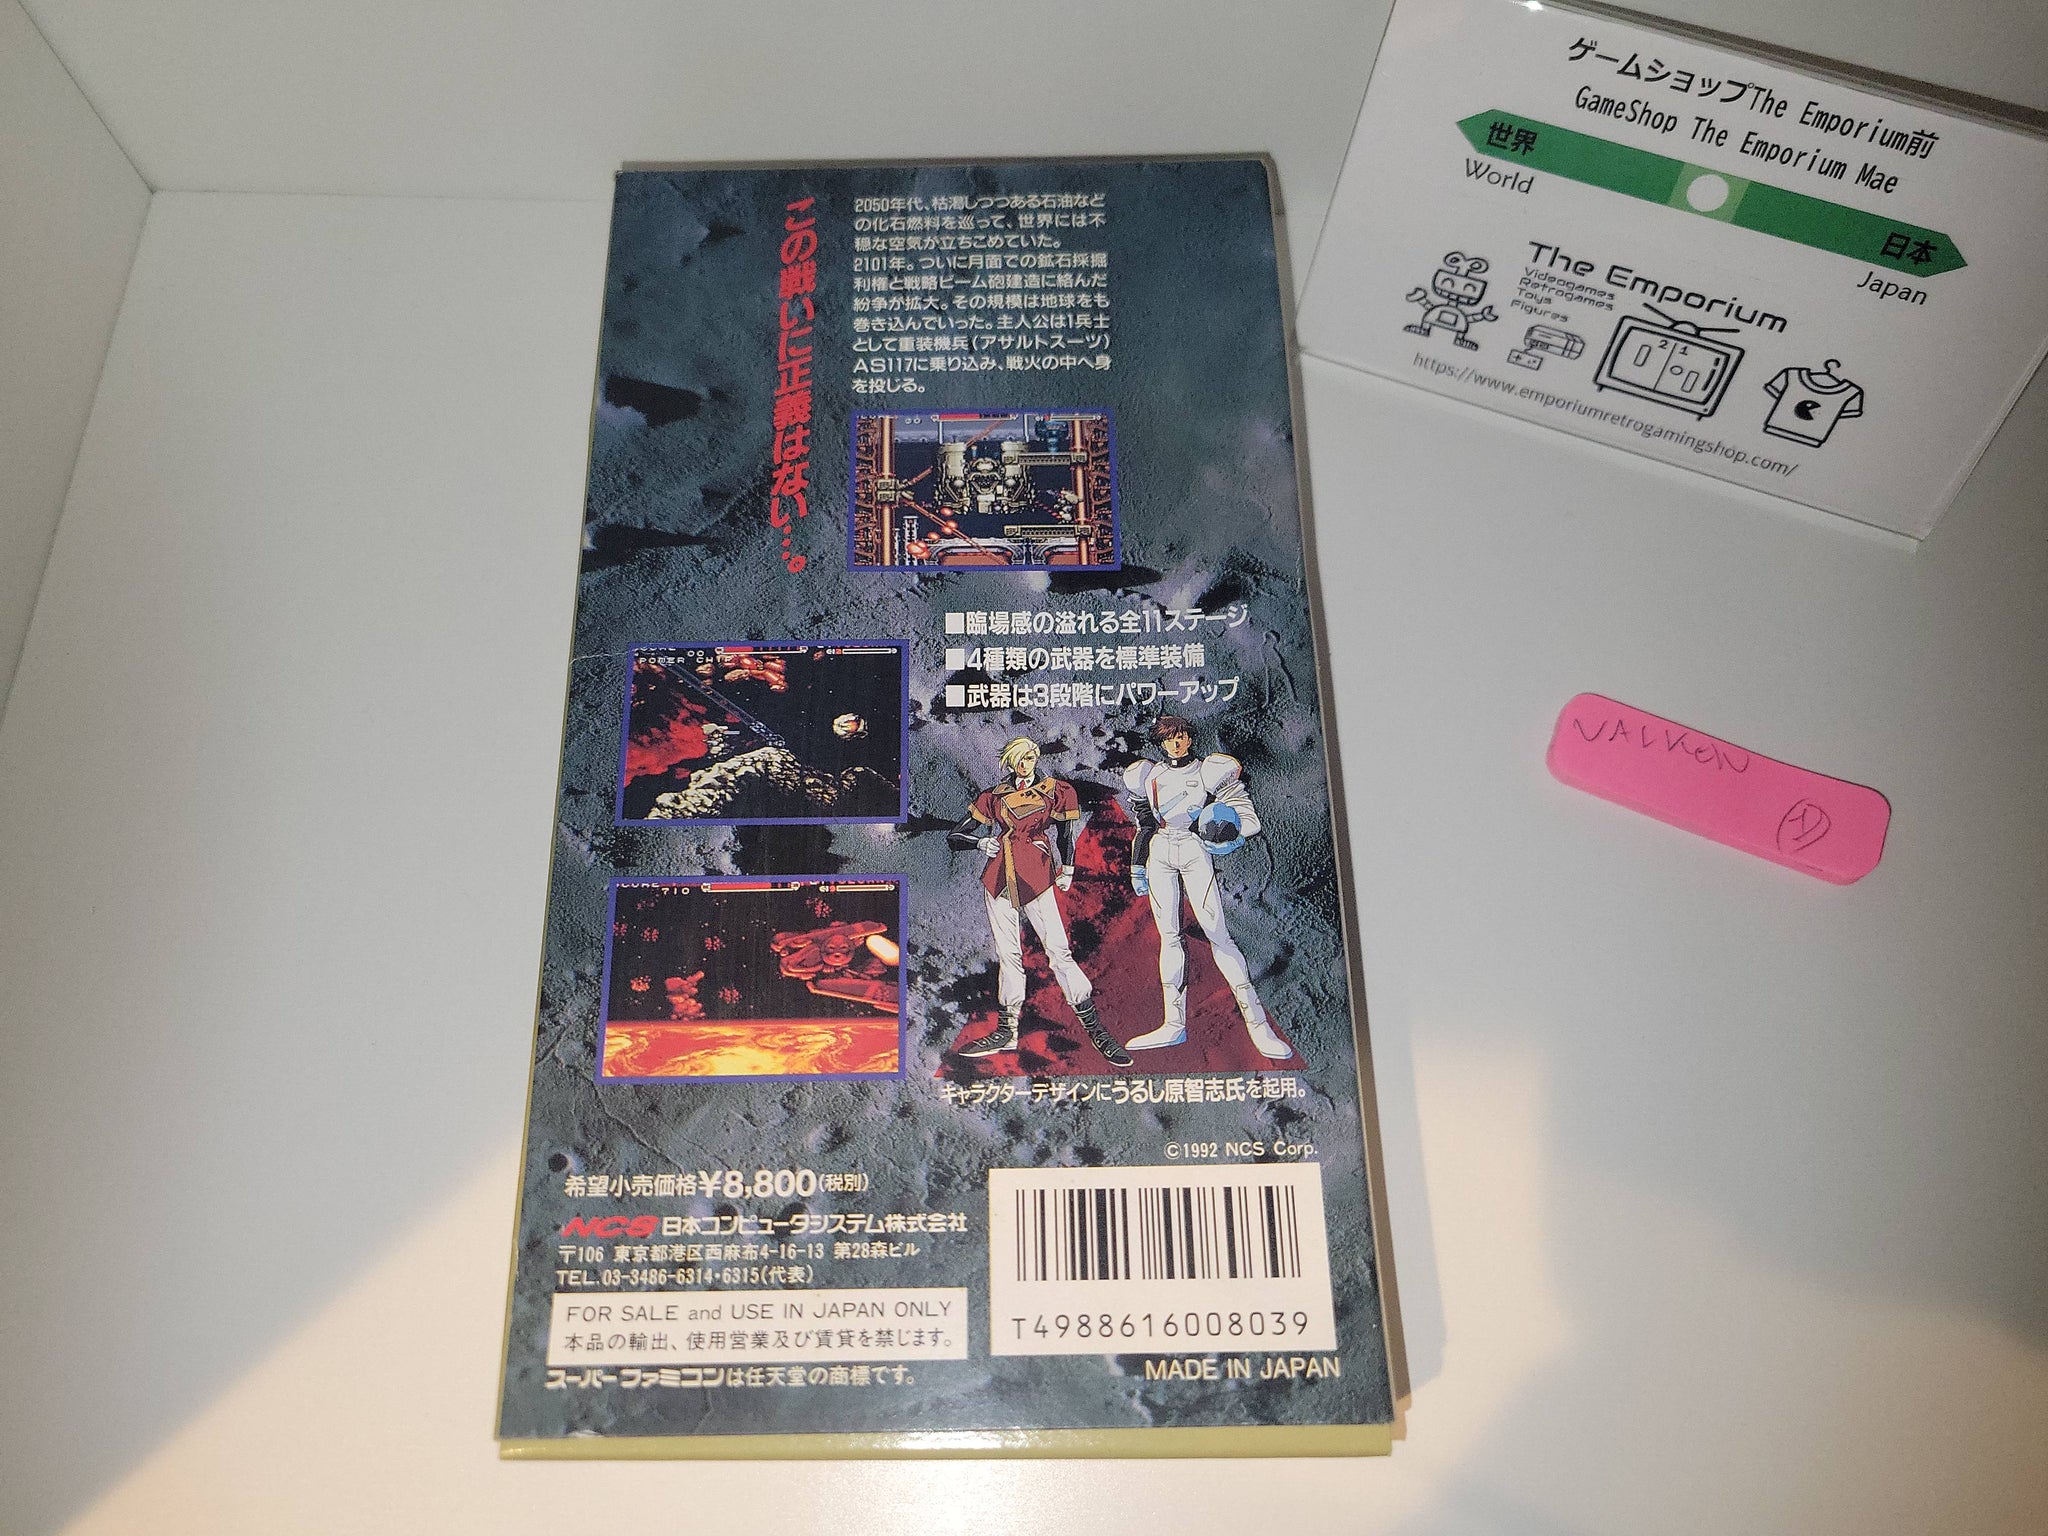 ゲームショップThe Emporium前
GameShop The Emporium Mae
世界
World
日本
Japan
The Emporium
Videogames
Retrogames
Toys
Figures
2 1
https://www.emporiumretrogamingshop.com/
この戦いに正義はない…。
2050年代、枯渇しつつある石油など
の化石燃料を巡って、世界には不
穏な空気が立ちこめていた。
2101年。ついに月面での鉱石採掘
利権と戦略ビーム砲建造に絡んだ
紛争が拡大。その規模は地球をも
巻き込んでいった。主人公は1兵士
として重装機兵(アサルトスーツ)
AS117に乗り込み、戦火の中へ身
を投じる。
■臨場感の溢れる全11ステージ
■4種類の武器を標準装備
■武器は3段階にパワーアップ
00
POWER CHIP
710
VALKEN
キャラクターデザインにうるし原智志氏を起用。
©1992 NCS Corp.
希望小売価格¥8,800(税別)
NCS 日本コンピュータシステム株式会社
〒106 東京都港区西麻布4-16-13 第28森ビル
TEL.03-3486-6314・6315(代表)
FOR SALE and USE IN JAPAN ONLY
本品の輸出、使用営業及び賃貸を禁じます。
スーパーファミコンは任天堂の商標です。
T4988616008039
MADE IN JAPAN